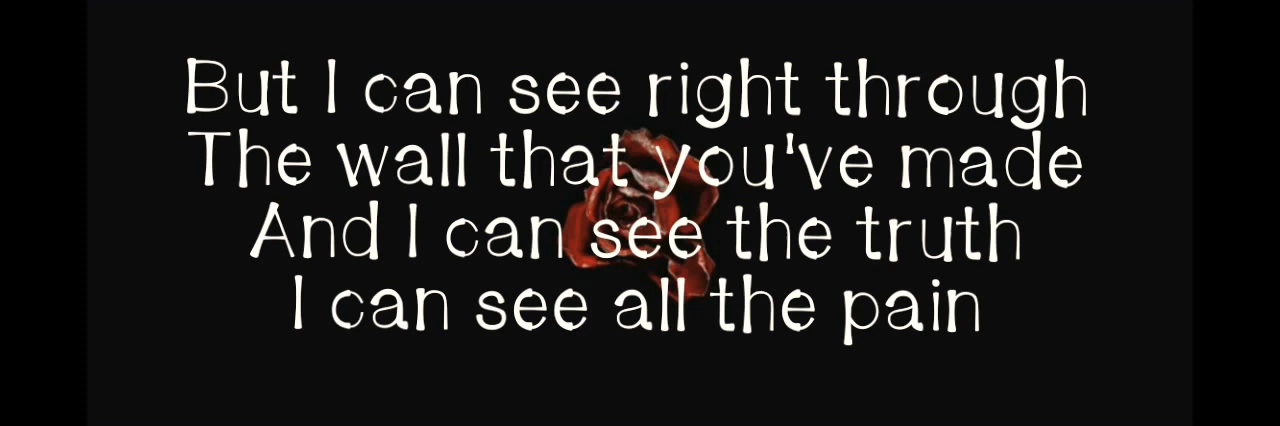 But I can see right through
The wall that you've made
And I can see the truth
I can see all the pain